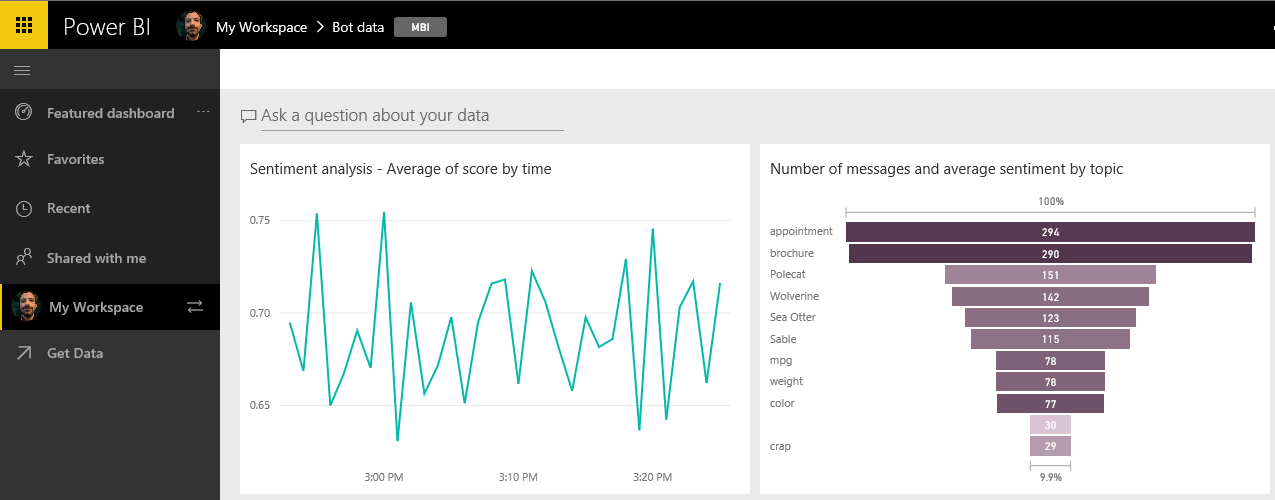 Power BI
My Workspace > Bot data MBI
Featured dashboard ...
Favorites
Recent
Shared with me
My Workspace
Get Data
Ask a question about your data
Sentiment analysis - Average of score by time
0.75
0.70
0.65
3:00 PM 3:10 PM 3:20 PM
Number of messages and average sentiment by topic
100%
appointment 294
brochure 290
Polecat 151
Wolverine 142
Sea Otter 123
Sable 115
mpg 78
weight 78
color 77
30
crap 29
9.9%